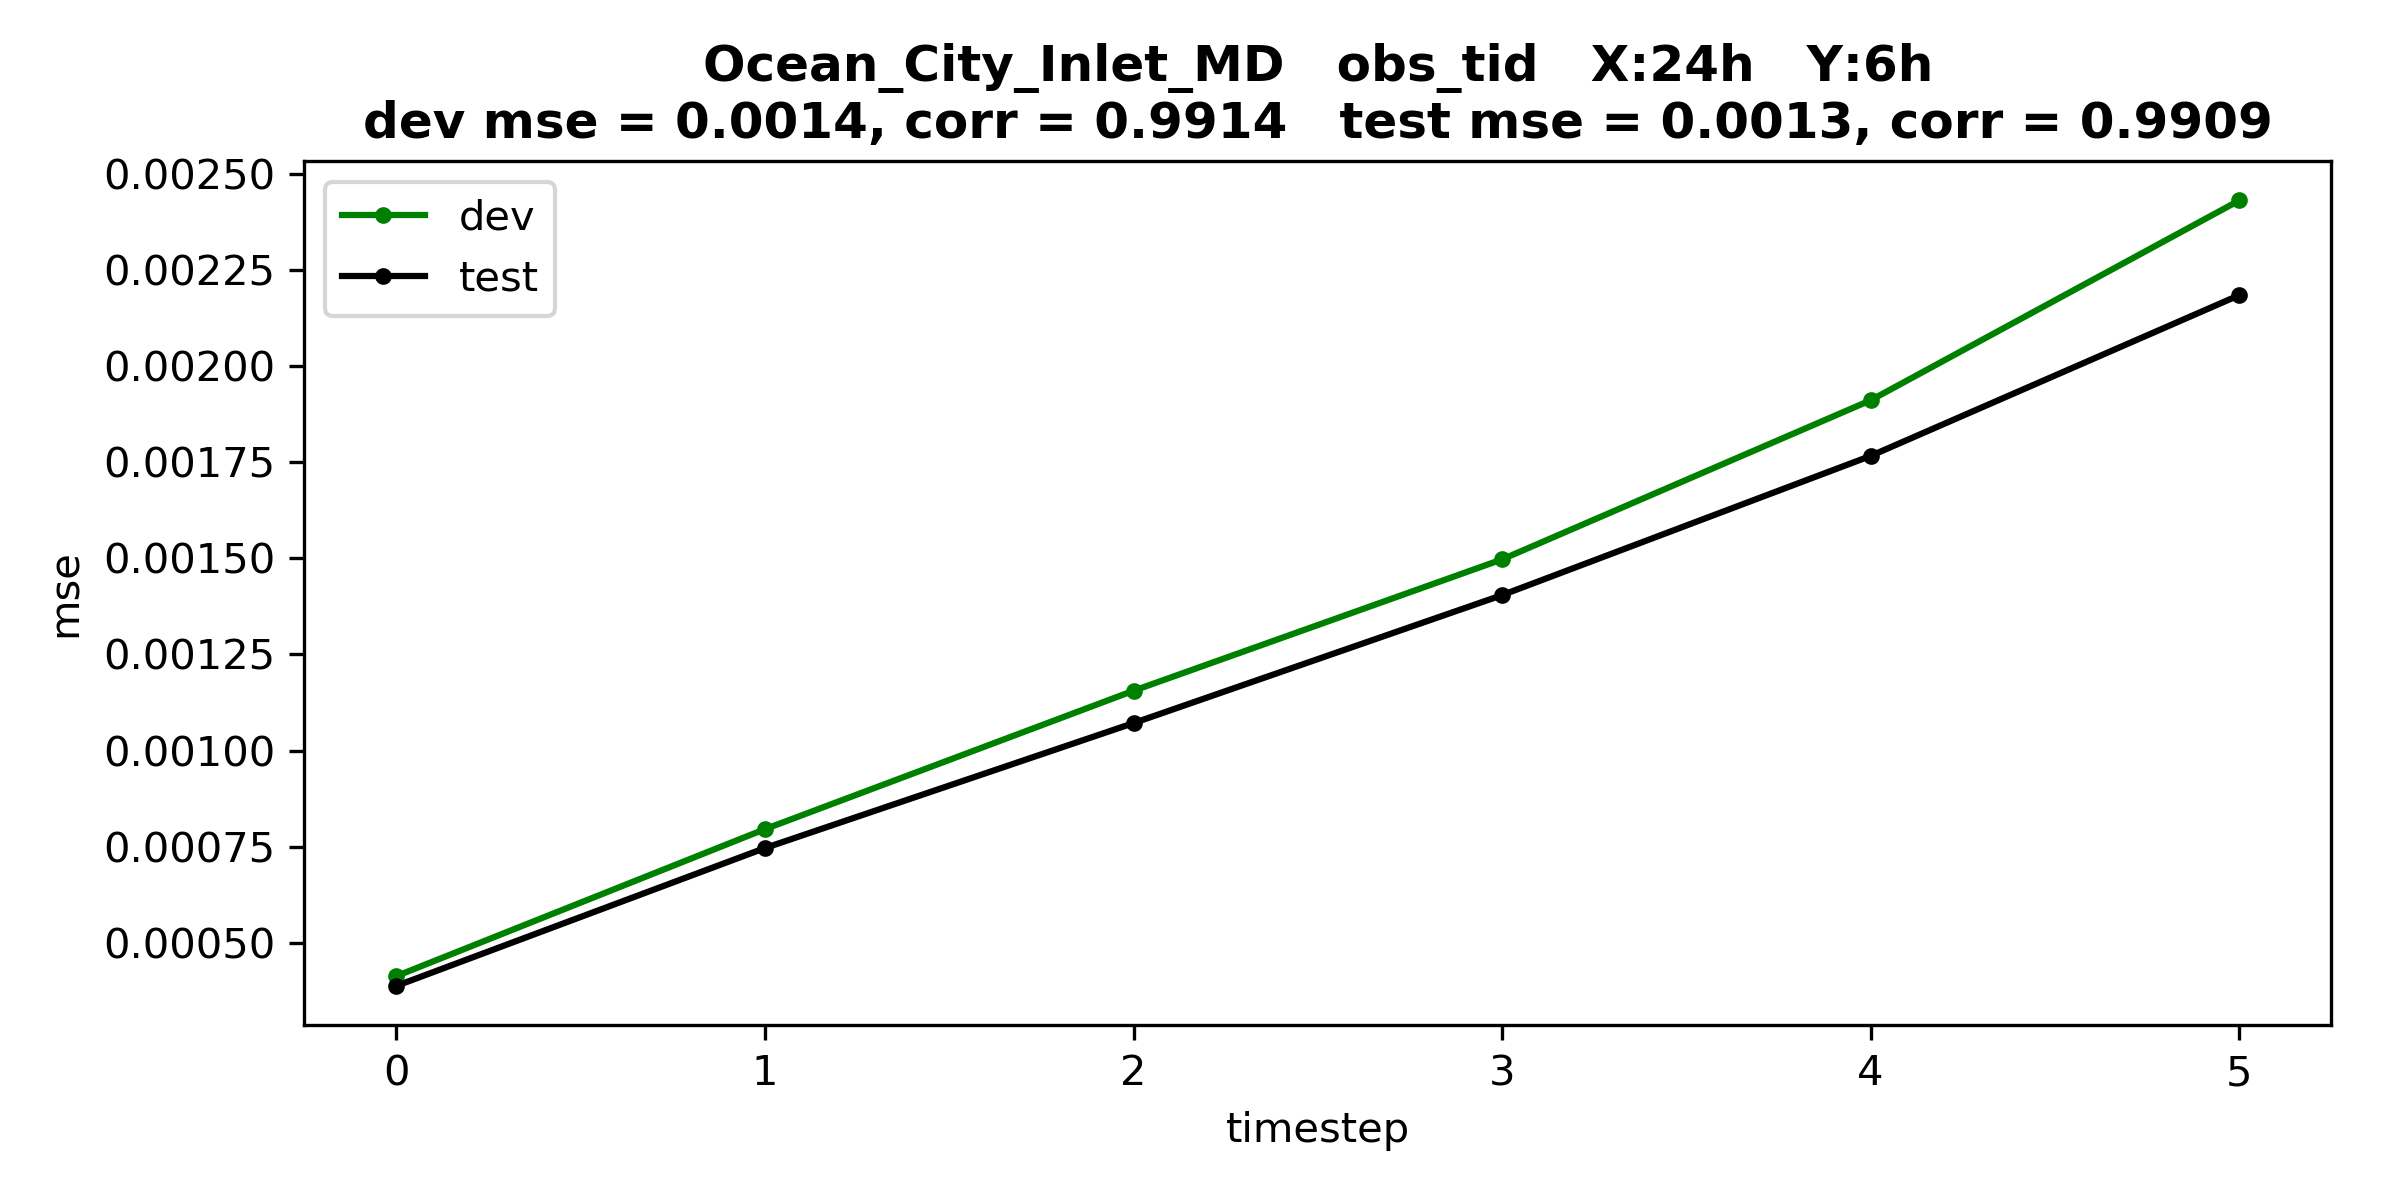 Ocean_City_Inlet_MD   obs_tid   X:24h   Y:6h
dev mse = 0.0014, corr = 0.9914   test mse = 0.0013, corr = 0.9909
dev
test
0.00250
0.00225
0.00200
0.00175
0.00150
0.00125
0.00100
0.00075
0.00050
mse
0 1 2 3 4 5
timestep